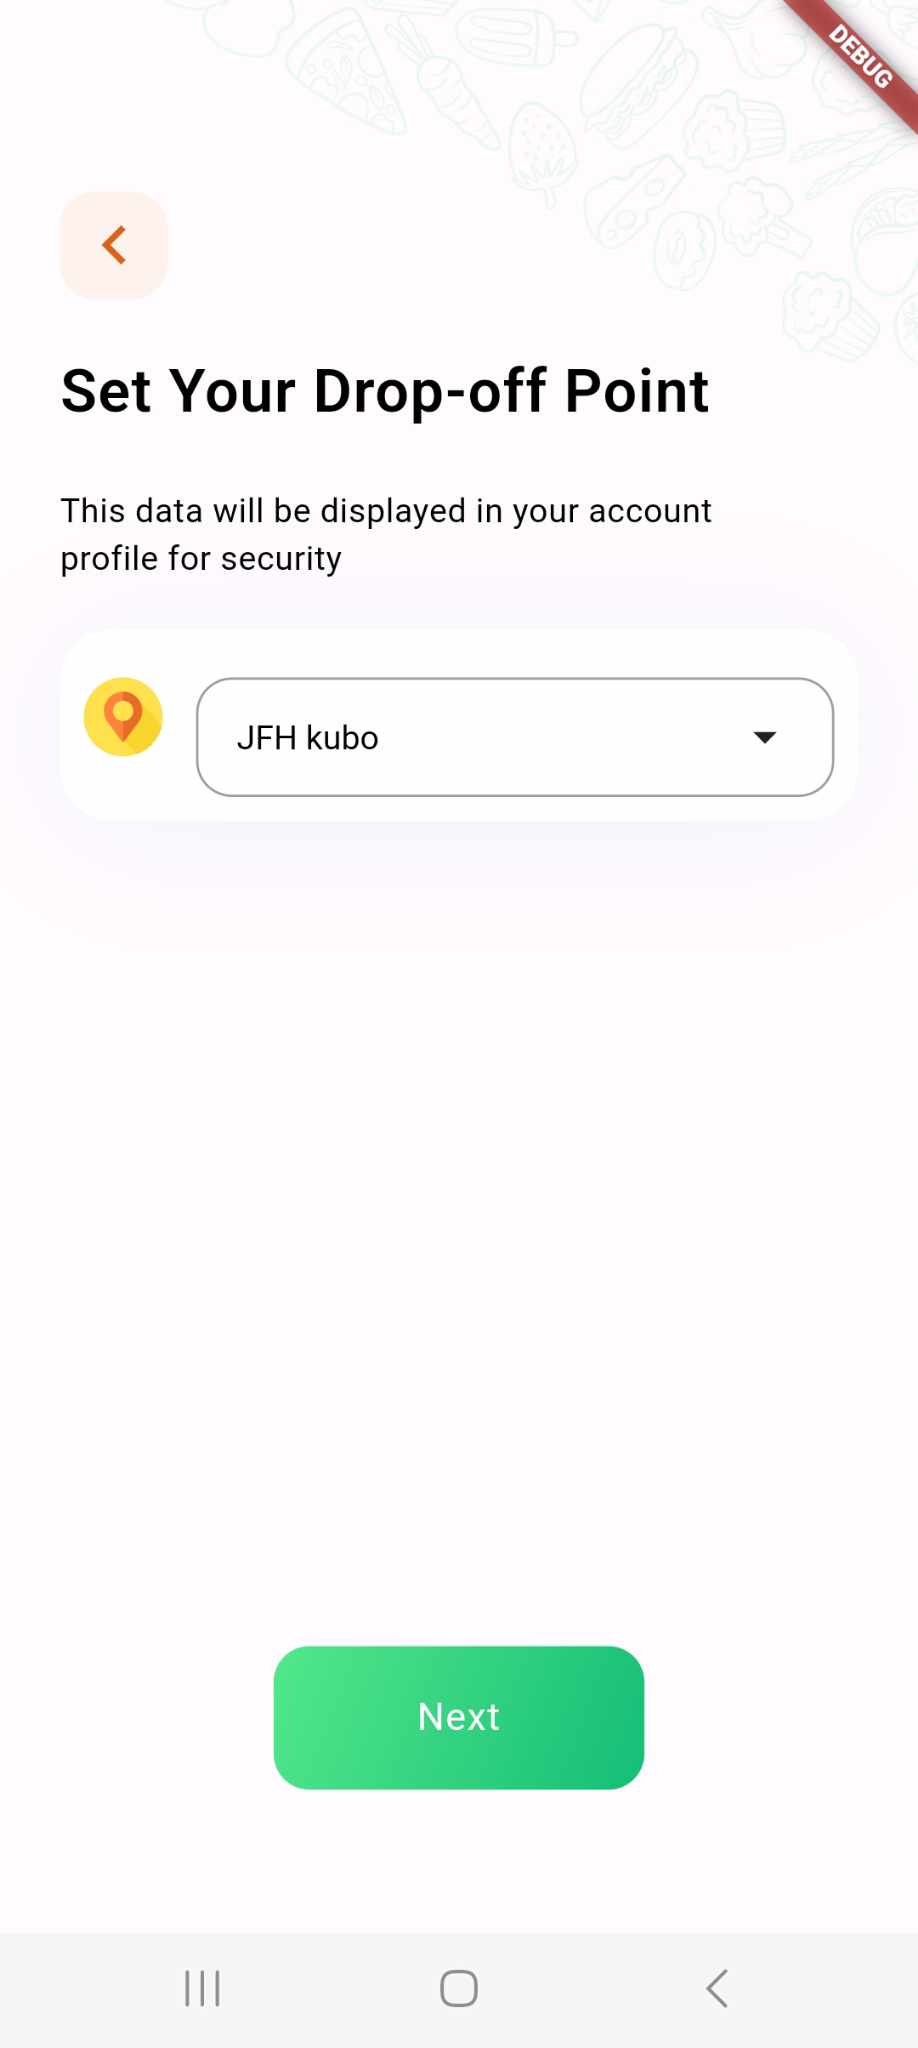 DEBUG
Set Your Drop-off Point
This data will be displayed in your account
profile for security
JFH kubo
Next